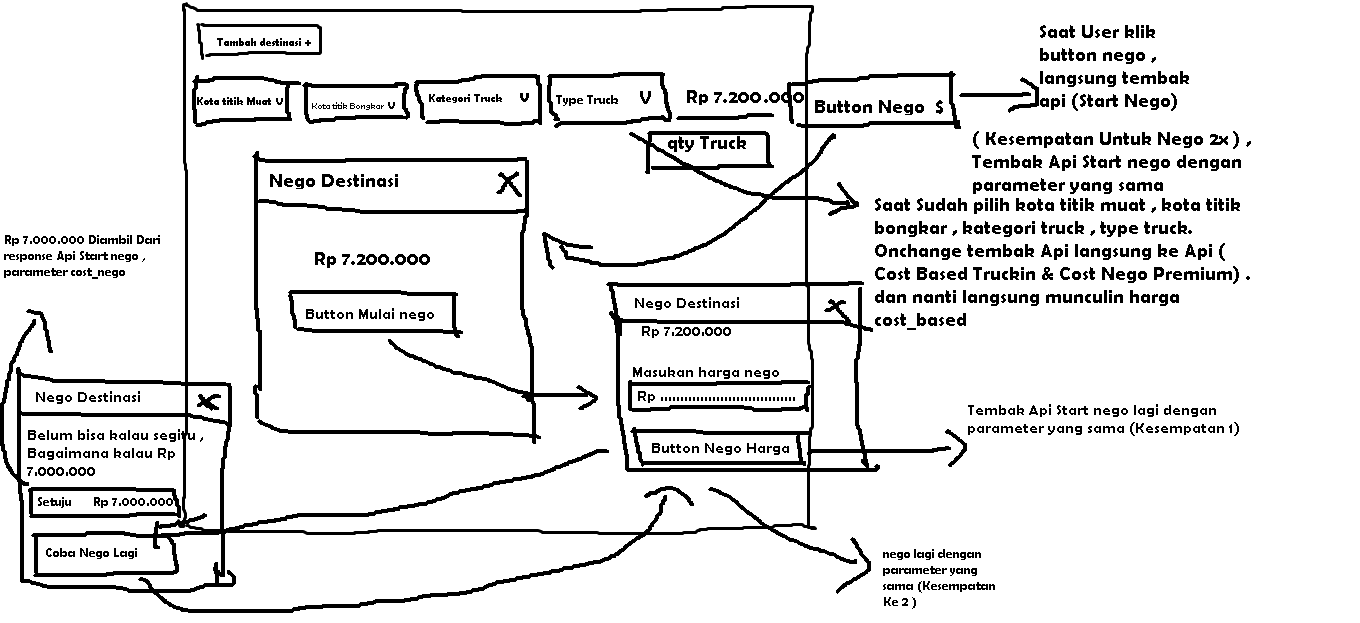 Tambah destinasi +
Kota titik Muat V
Kota titik Bongkar V
Kategori Truck V
Type Truck V
Rp 7.200.000
Button Nego $
qty Truck
Saat User klik
button nego ,
langsung tembak
api (Start Nego)
( Kesempatan Untuk Nego 2x ) ,
Tembak Api Start nego dengan
parameter yang sama
Saat Sudah pilih kota titik muat , kota titik
bongkar , kategori truck , type truck.
Onchange tembak Api langsung ke Api (
Cost Based Truckin & Cost Nego Premium) .
dan nanti langsung munculin harga
cost_based
Nego Destinasi X
Rp 7.200.000
Button Mulai nego
Rp 7.000.000 Diambil Dari
response Api Start nego ,
parameter cost_nego
Nego Destinasi X
Rp 7.200.000
Masukan harga nego
Rp ..................................
Button Nego Harga
Tembak Api Start nego lagi dengan
parameter yang sama (Kesempatan 1)
Nego Destinasi X
Belum bisa kalau segitu ,
Bagaimana kalau Rp
7.000.000
Setuju Rp 7.000.000
Coba Nego Lagi
nego lagi dengan
parameter yang
sama (Kesempatan
Ke 2 )